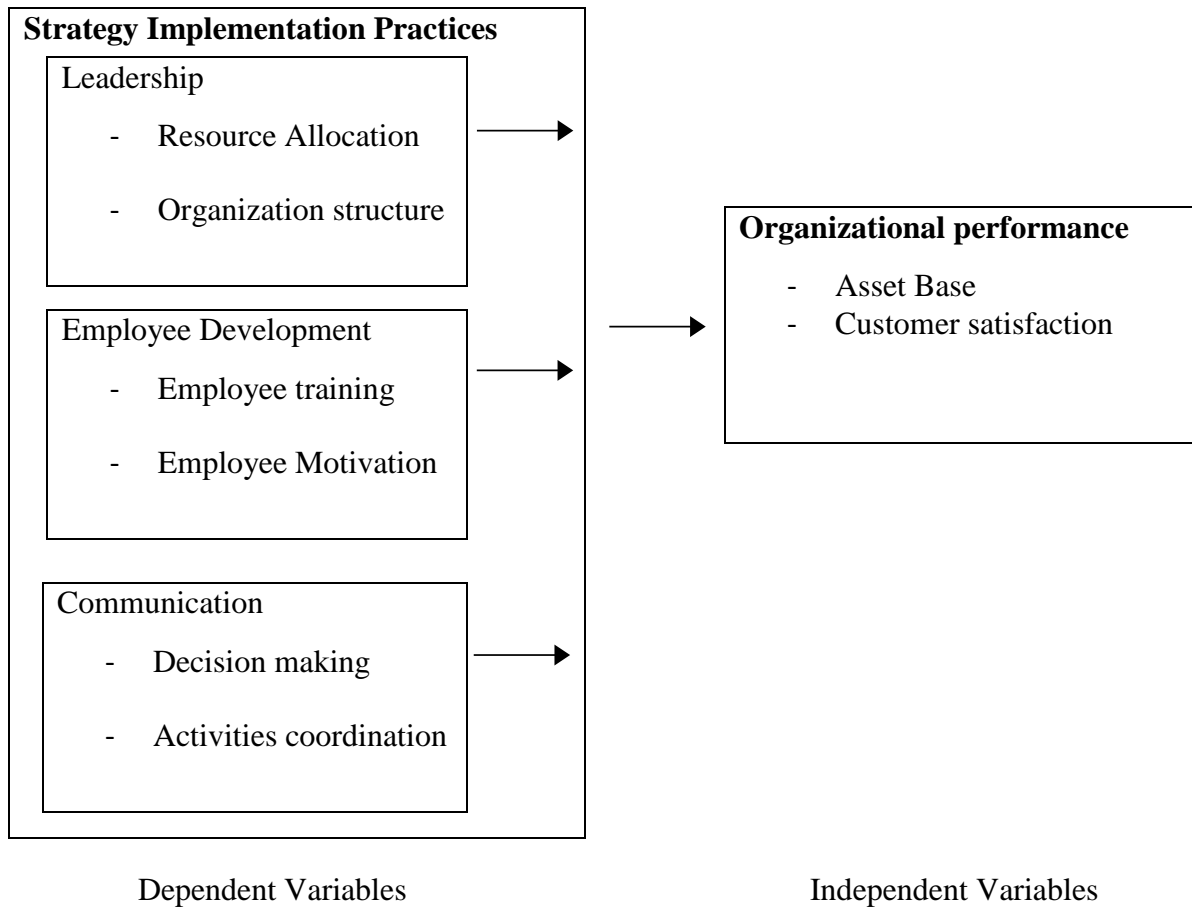 Strategy Implementation Practices
Leadership
- Resource Allocation
- Organization structure
Employee Development
- Employee training
- Employee Motivation
Communication
- Decision making
- Activities coordination
Organizational performance
- Asset Base
- Customer satisfaction
Dependent Variables
Independent Variables